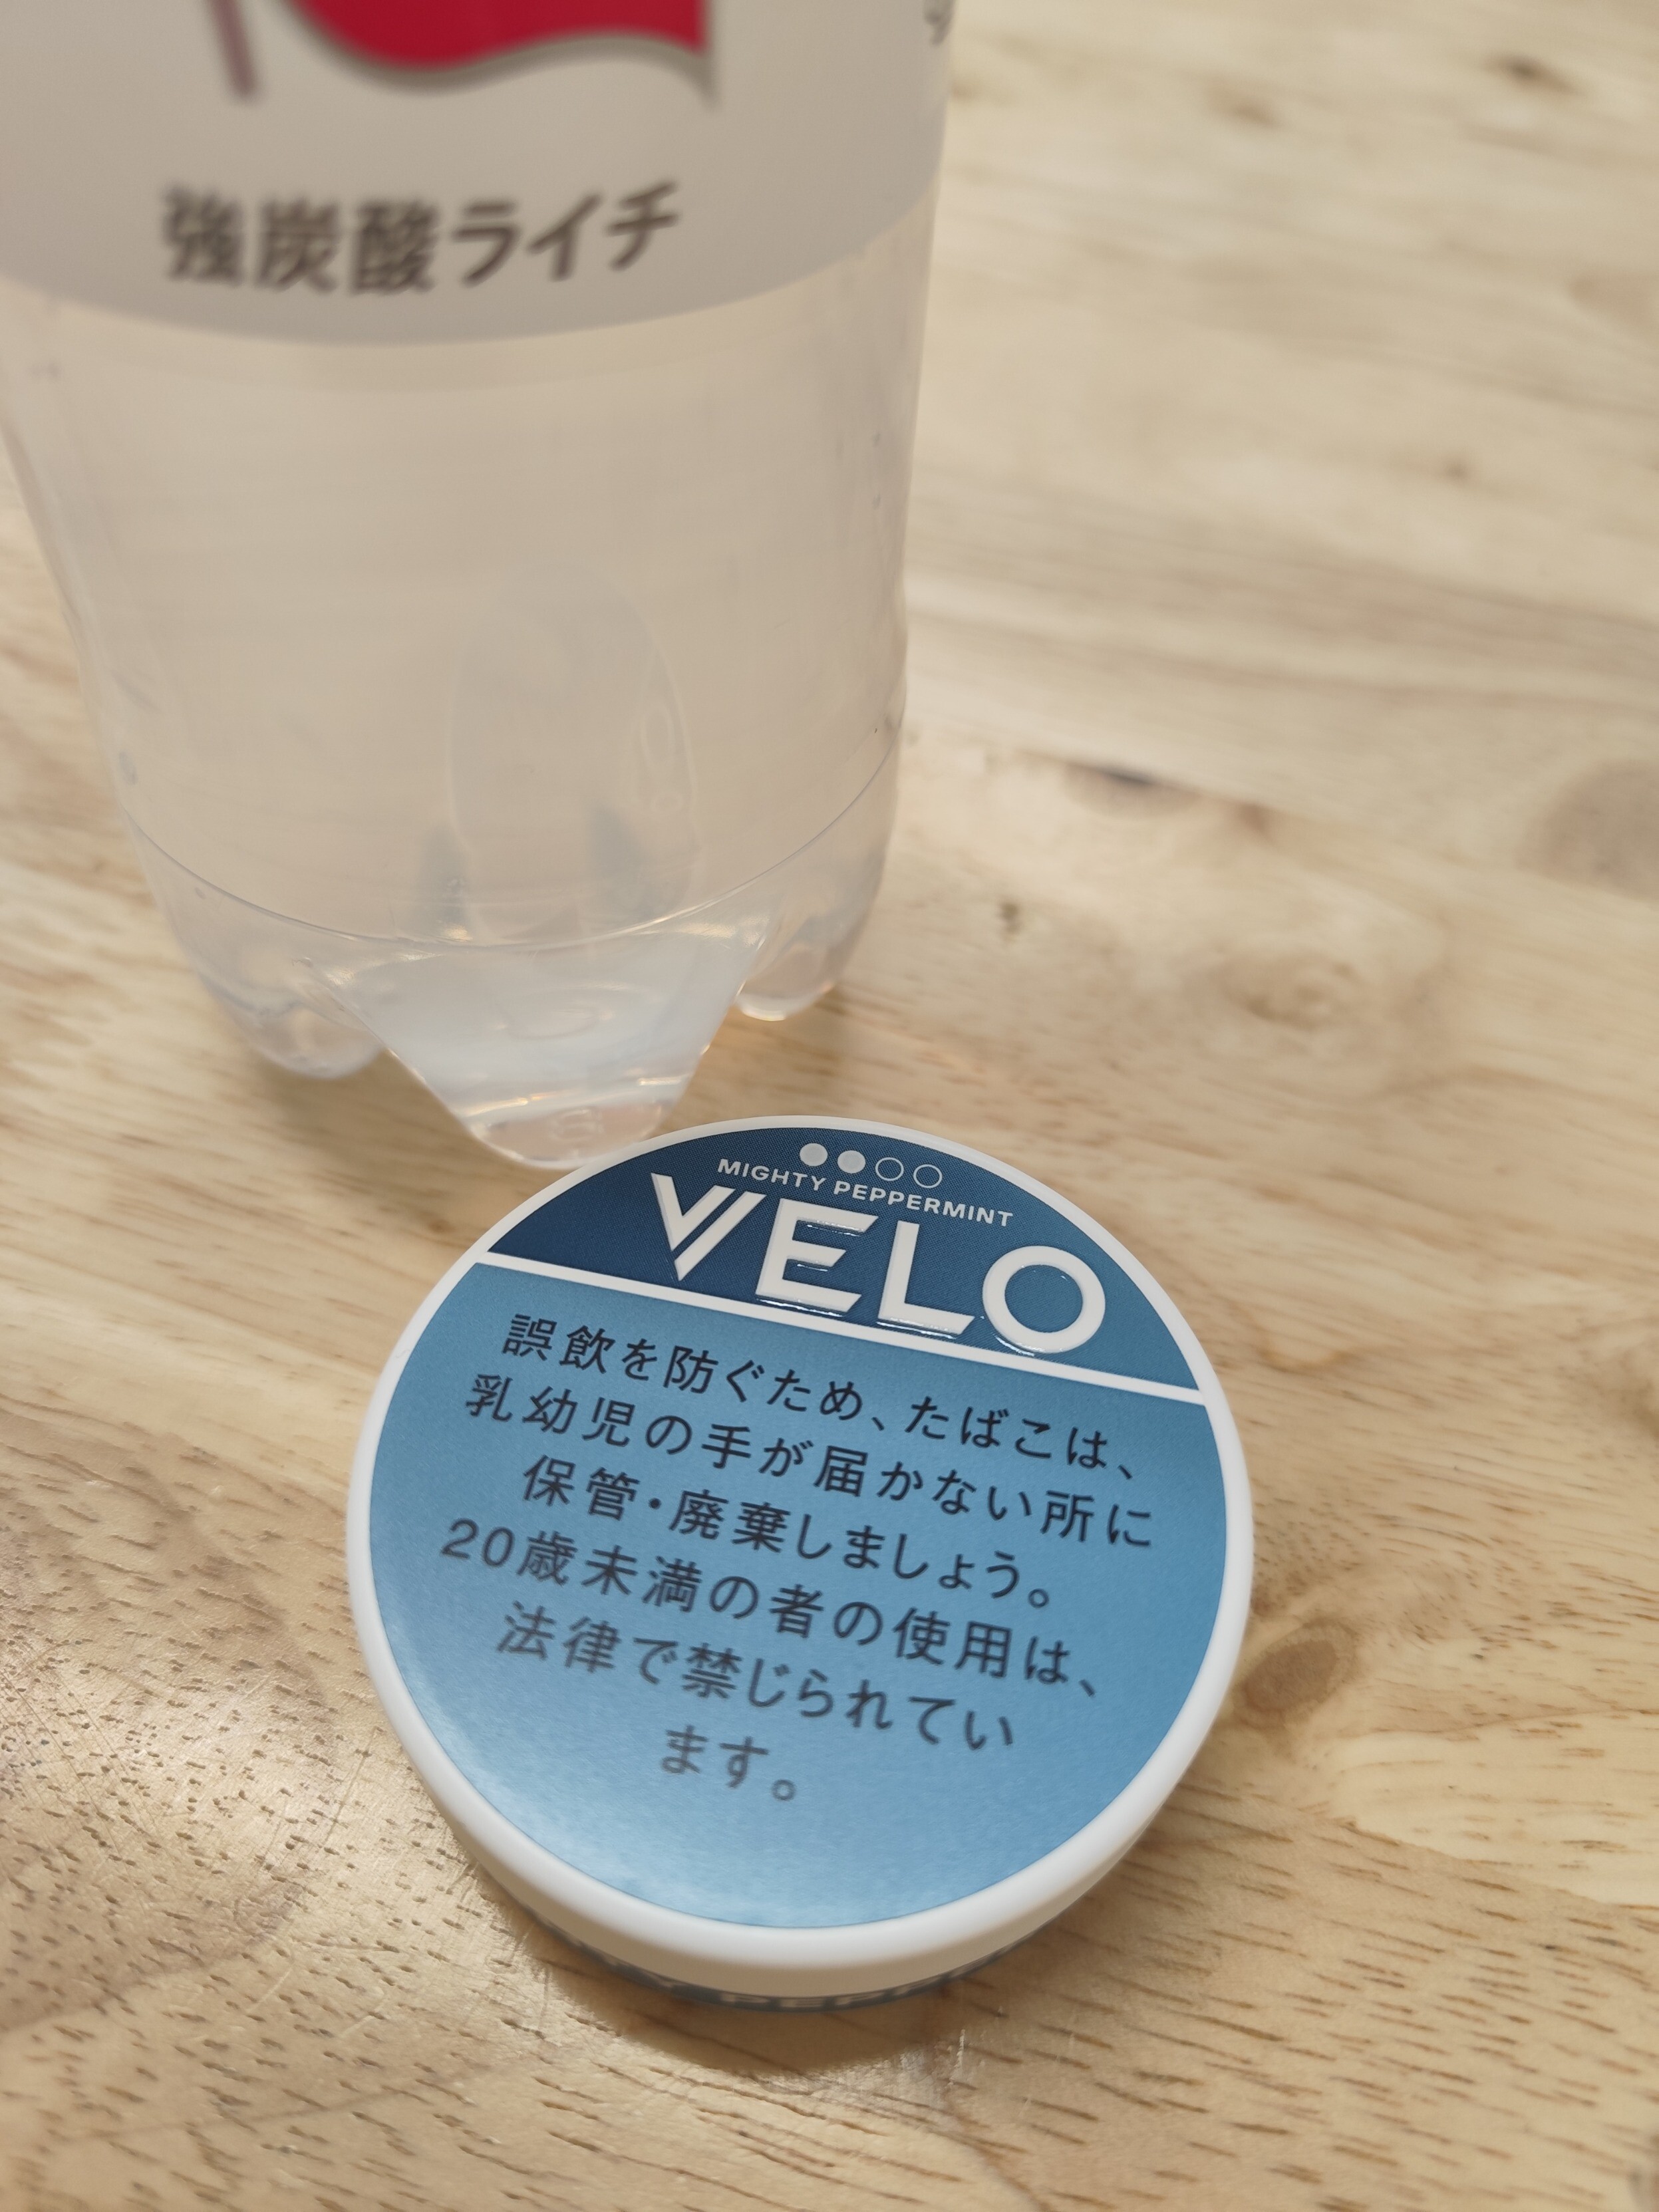 強炭酸ライチ
MIGHTY PEPPERMINT
VELO
誤飲を防ぐため、たばこは、
乳幼児の手が届かない所に
保管・廃棄しましょう。
20歳未満の者の使用は、
法律で禁じられてい
ます。